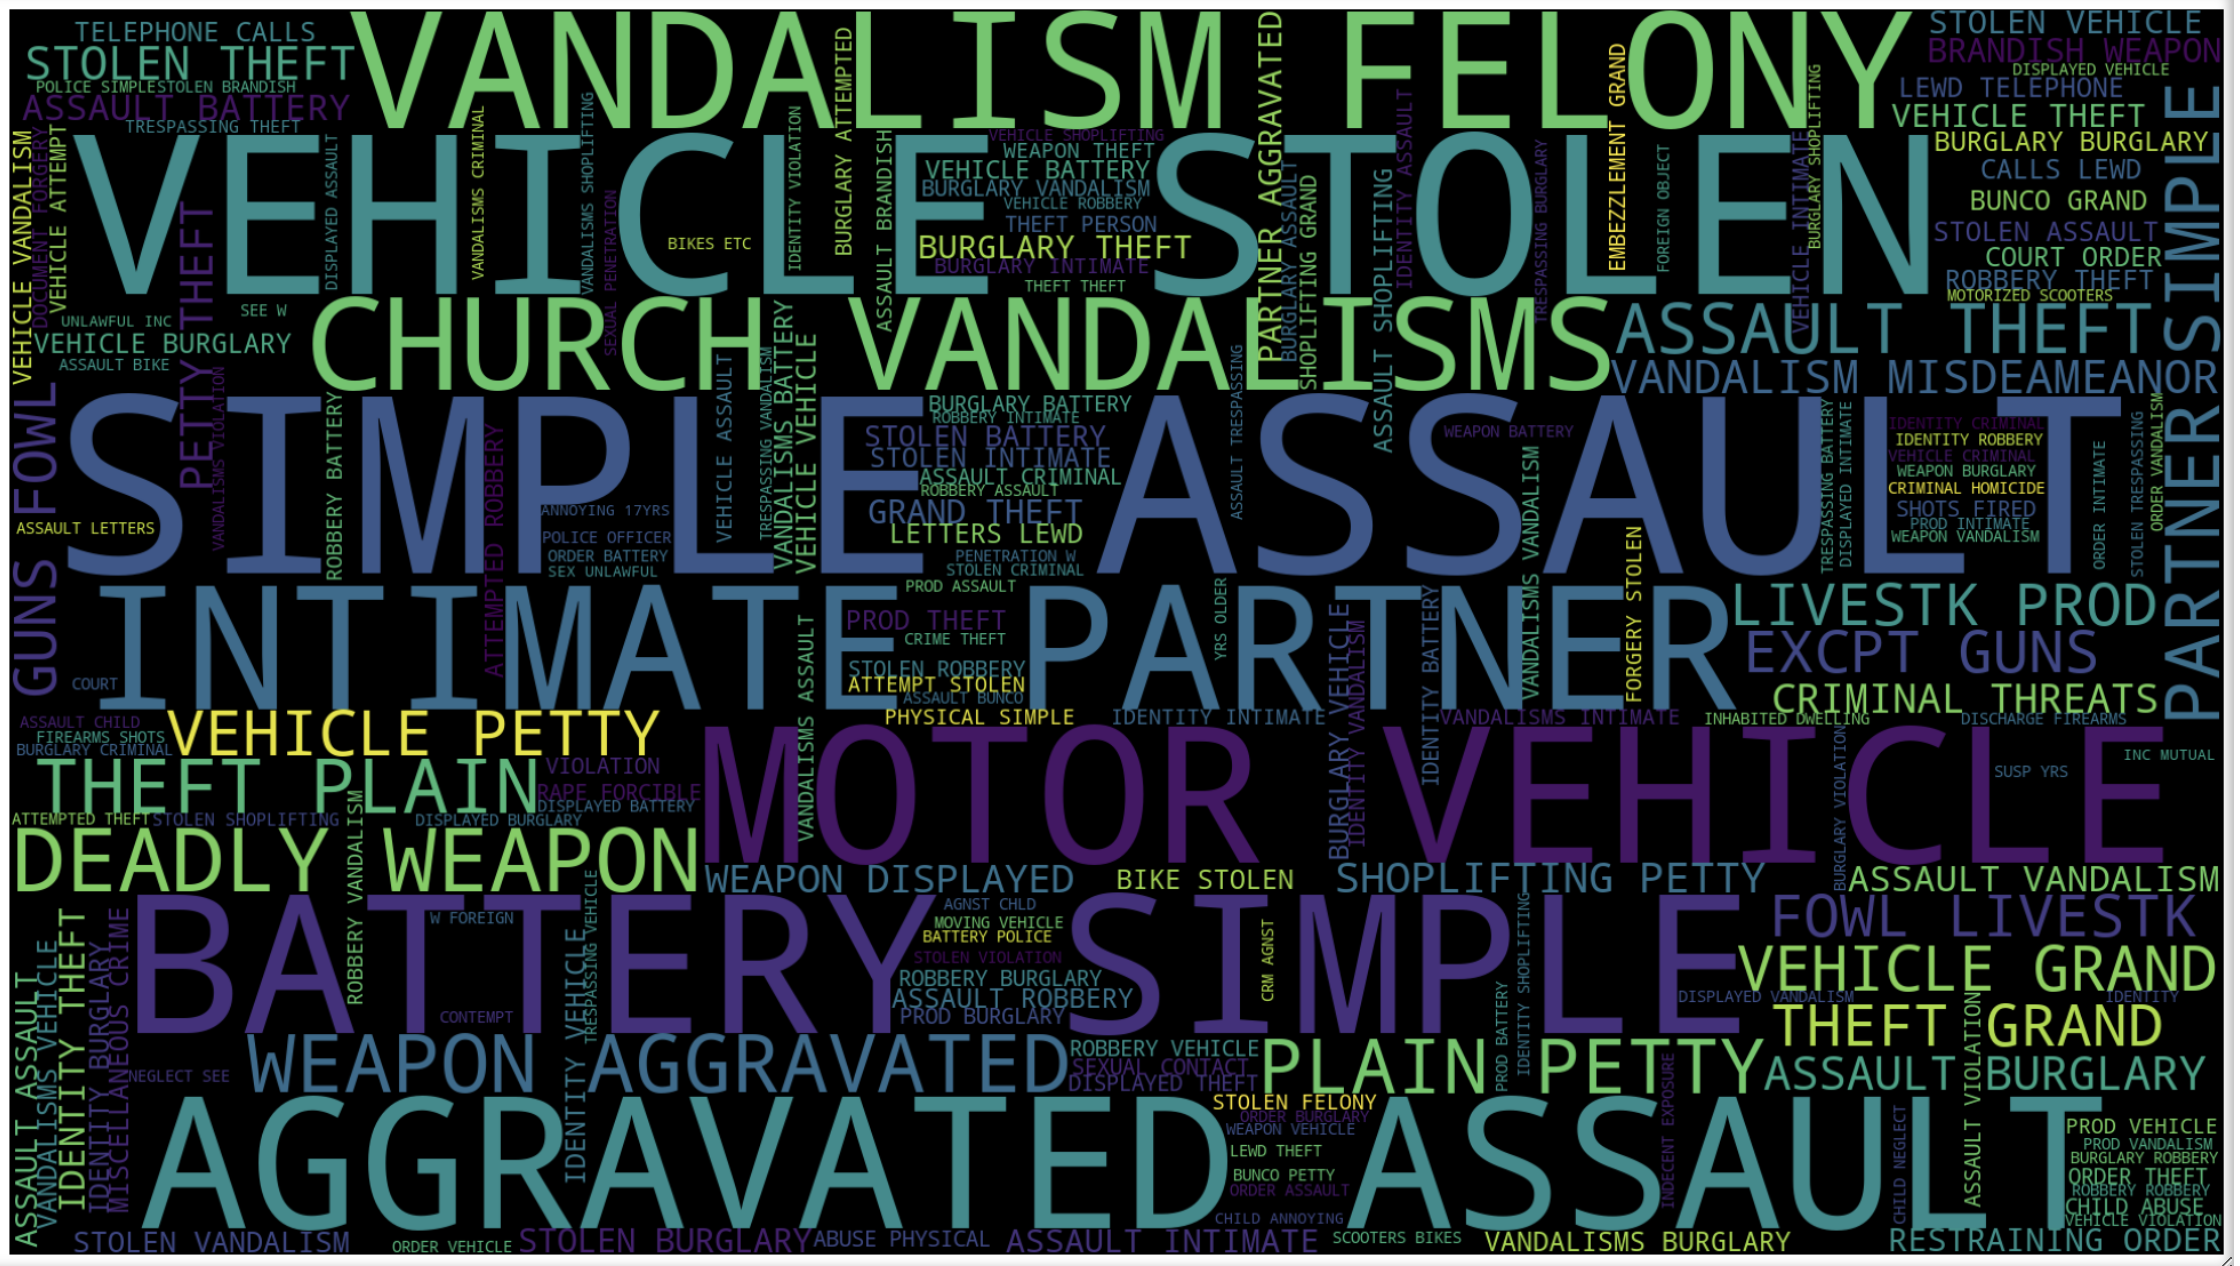 TELEPHONE CALLS
STOLEN THEFT
POLICE SIMPLE
STOLEN BRANDISH
ASSAULT BATTERY
TRESPASSING THEFT
VANDALISM FELONY
STOLEN VEHICLE
BRANDISH WEAPON
DISPLAYED VEHICLE
LEWD TELEPHONE
VEHICLE THEFT
BURGLARY BURGLARY
CALLS LEWD
BUNCO GRAND
STOLEN ASSAULT
COURT ORDER
ROBBERY THEFT
MOTORIZED SCOOTERS
VEHICLE STOLEN
VEHICLE VANDALISM
DOCUMENT FORGERY
VEHICLE ATTEMPT
PETTY THEFT
DISPLAYED ASSAULT
VANDALISMS CRIMINAL
VANDALISMS SHOPLIFTING
SEXUAL PENETRATION
BIKES ETC
IDENTITY VIOLATION
BURGLARY ATTEMPTED
ASSAULT BRANDISH
VEHICLE SHOPLIFTING
WEAPON THEFT
VEHICLE BATTERY
BURGLARY VANDALISM
VEHICLE ROBBERY
THEFT PERSON
BURGLARY THEFT
BURGLARY INTIMATE
THEFT THEFT
PARTNER AGGRAVATED
BURGLARY ASSAULT
SHOPLIFTING GRAND
ASSAULT SHOPLIFTING
IDENTITY ASSAULT
TRESPASSING BURGLARY
EMBEZZLEMENT GRAND
FOREIGN OBJECT
VEHICLE INTIMATE
BURGLARY SHOPLIFTING
PARTNER SIMPLE
SEE W
UNLAWFUL INC
VEHICLE BURGLARY
ASSAULT BIKE
CHURCH VANDALISMS
ASSAULT THEFT
VANDALISM MISDEAMEANOR
SIMPLE ASSAULT
GUNS FOWL
ASSAULT LETTERS
VANDALISMS VIOLATION
ROBBERY BATTERY
ATTEMPTED ROBBERY
ANNOYING 17YRS
POLICE OFFICER
ORDER BATTERY
SEX UNLAWFUL
VEHICLE ASSAULT
TRESPASSING VANDALISM
VANDALISMS BATTERY
VEHICLE VEHICLE
BURGLARY BATTERY
ROBBERY INTIMATE
STOLEN BATTERY
STOLEN INTIMATE
ASSAULT CRIMINAL
ROBBERY ASSAULT
GRAND THEFT
LETTERS LEWD
PENETRATION W
STOLEN CRIMINAL
PROD ASSAULT
ASSAULT TRESPASSING
WEAPON BATTERY
VANDALISMS VANDALISM
FORGERY STOLEN
TRESPASSING BATTERY
DISPLAYED INTIMATE
IDENTITY CRIMINAL
IDENTITY ROBBERY
VEHICLE CRIMINAL
WEAPON BURGLARY
CRIMINAL HOMICIDE
SHOTS FIRED
PROD INTIMATE
WEAPON VANDALISM
ORDER INTIMATE
STOLEN TRESPASSING
ORDER VANDALISM
INTIMATE PARTNER
COURT
PROD THEFT
CRIME THEFT
STOLEN ROBBERY
ATTEMPT STOLEN
ASSAULT BUNCO
PHYSICAL SIMPLE
YRS OLDER
IDENTITY INTIMATE
BURGLARY VEHICLE
IDENTITY VANDALISM
IDENTITY BATTERY
VANDALISMS INTIMATE
LIVESTK PROD
EXCPT GUNS
CRIMINAL THREATS
INHABITED DWELLING
DISCHARGE FIREARMS
INC MUTUAL
SUSP YRS
ASSAULT CHILD
FIREARMS SHOTS
BURGLARY CRIMINAL
VEHICLE PETTY
THEFT PLAIN
VIOLATION
RAPE FORCIBLE
DISPLAYED BATTERY
ATTEMPTED THEFT
STOLEN SHOPLIFTING
DISPLAYED BURGLARY
VANDALISMS ASSAULT
MOTOR VEHICLE
BURGLARY VIOLATION
DEADLY WEAPON
ROBBERY VANDALISM
WEAPON DISPLAYED
BIKE STOLEN
SHOPLIFTING PETTY
ASSAULT VANDALISM
BATTERY SIMPLE
W FOREIGN
TRESPASSING VEHICLE
AGNST CHLD
MOVING VEHICLE
BATTERY POLICE
STOLEN VIOLATION
ROBBERY BURGLARY
ASSAULT ROBBERY
PROD BURGLARY
CRM AGNST
IDENTITY SHOPLIFTING
PROD BATTERY
FOWL LIVESTK
VEHICLE GRAND
DISPLAYED VANDALISM
IDENTITY
THEFT GRAND
ASSAULT BURGLARY
ASSAULT VIOLATION
CONTEMPT
NEGLECT SEE
ASSAULT ASSAULT
VANDALISMS VEHICLE
IDENTITY THEFT
IDENTITY BURGLARY
MISCELLANEOUS CRIME
IDENTITY VEHICLE
WEAPON AGGRAVATED
ROBBERY VEHICLE
SEXUAL CONTACT
DISPLAYED THEFT
PLAIN PETTY
AGGRAVATED ASSAULT
STOLEN FELONY
ORDER BURGLARY
WEAPON VEHICLE
LEWD THEFT
BUNCO PETTY
ORDER ASSAULT
CHILD ANNOYING
INDECENT EXPOSURE
CHILD NEGLECT
PROD VEHICLE
PROD VANDALISM
BURGLARY ROBBERY
ORDER THEFT
ROBBERY ROBBERY
CHILD ABUSE
VEHICLE VIOLATION
STOLEN VANDALISM
ORDER VEHICLE
STOLEN BURGLARY
ABUSE PHYSICAL
ASSAULT INTIMATE
SCOOTERS BIKES
VANDALISMS BURGLARY
RESTRAINING ORDER